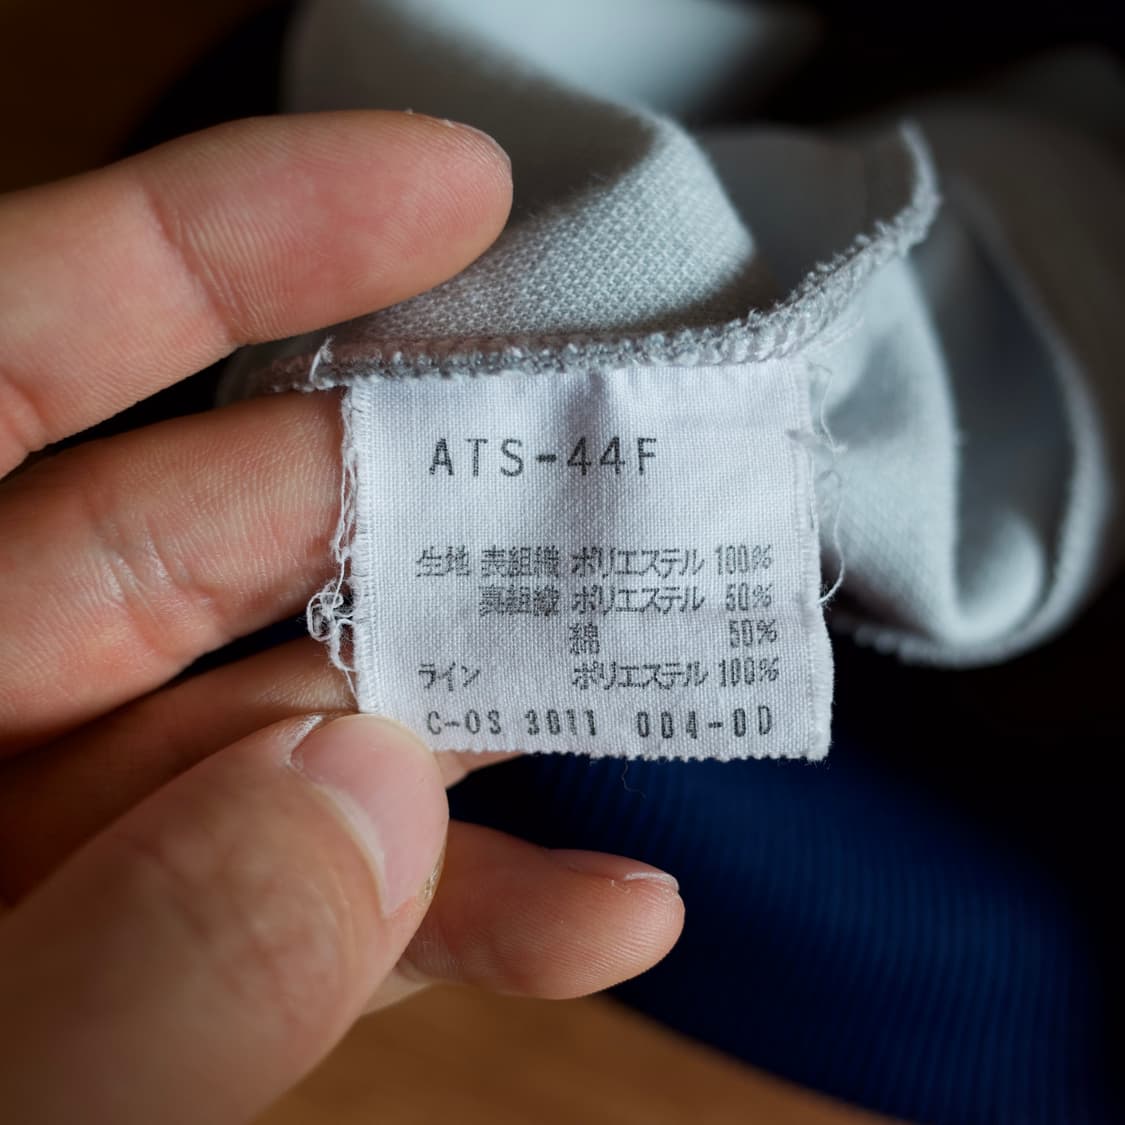 ATS-44F
生地 表組織 ポリエステル 100%
裏組織 ポリエステル 50%
綿 50%
ライン ポリエステル 100%
C-OS 3011 004-0D